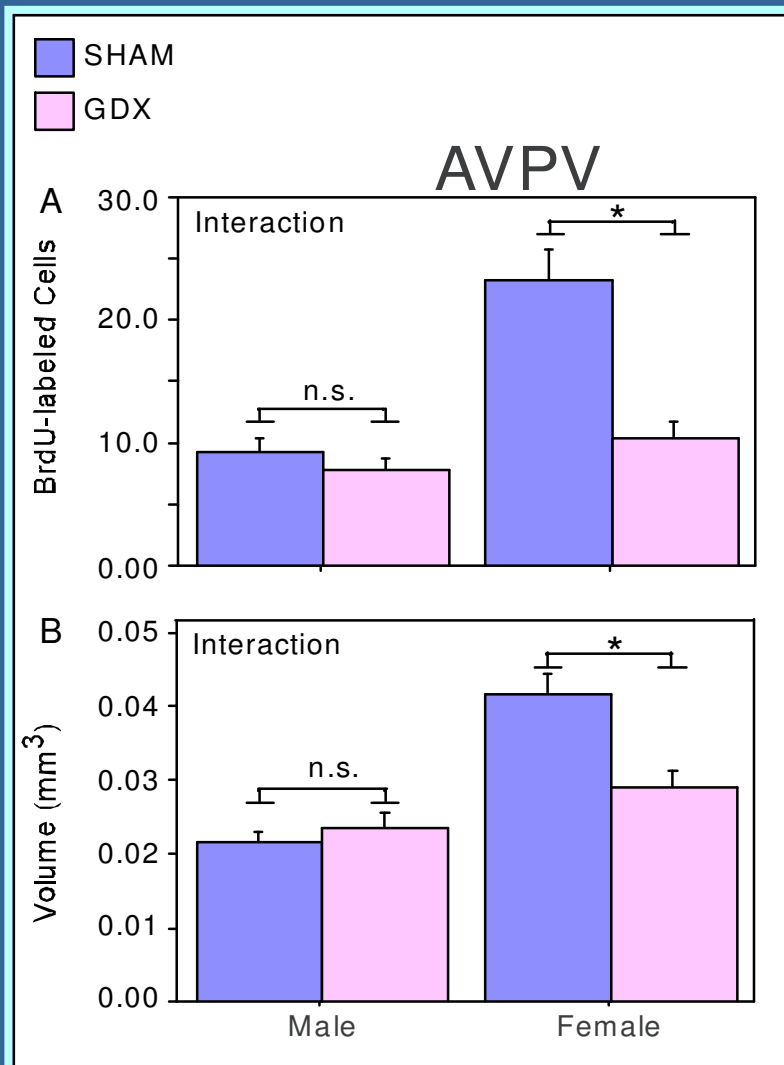 SHAM
GDX
AVPV
A
BrdU-labeled Cells
30.0
20.0
10.0
0.00
Interaction
n.s.
*
B
Volume (mm³)
0.05
0.04
0.03
0.02
0.01
0.00
Interaction
n.s.
*
Male Female